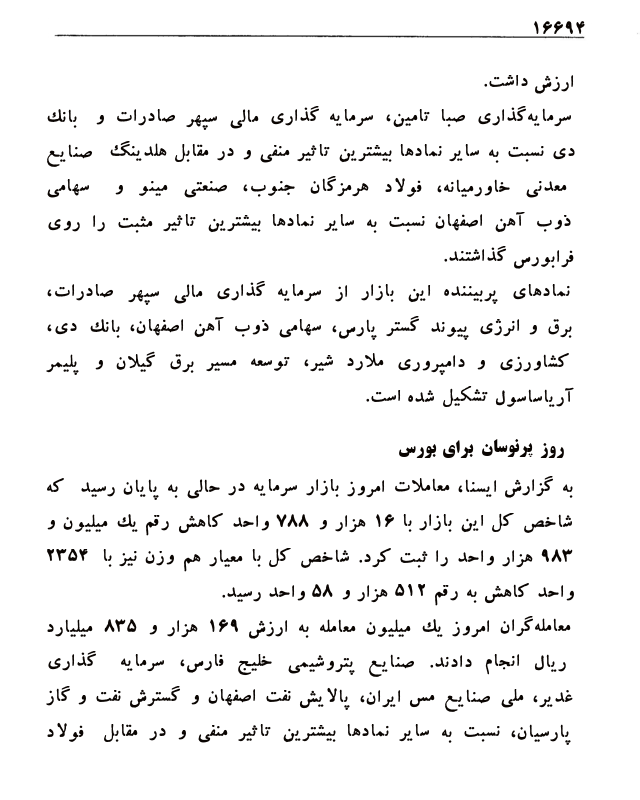 ۱۶۶۹۴
ارزش داشت.
سرمایه‌گذاری صبا تامین، سرمایه گذاری مالی سپهر صادرات و بانك
دی نسبت به سایر نمادها بیشترین تاثیر منفی و در مقابل هلدینگ صنایع
معدنی خاورمیانه، فولاد هرمزگان جنوب، صنعتی مینو و سهامی
ذوب آهن اصفهان نسبت به سایر نمادها بیشترین تاثیر مثبت را روی
فرابورس گذاشتند.
نمادهای پربیننده این بازار از سرمایه گذاری مالی سپهر صادرات،
برق و انرژی پیوند گستر پارس، سهامی ذوب آهن اصفهان، بانك دی،
کشاورزی و دامپروری ملارد شیر، توسعه مسیر برق گیلان و پلیمر
آریاساسول تشکیل شده است.
روز پرنوسان برای بورس
به گزارش ایسنا، معاملات امروز بازار سرمایه در حالی به پایان رسید که
شاخص کل این بازار با ۱۶ هزار و ۷۸۸ واحد کاهش رقم یك میلیون و
۹۸۳ هزار واحد را ثبت کرد. شاخص کل با معیار هم وزن نیز با ۲۳۵۴
واحد کاهش به رقم ۵۱۲ هزار و ۵۸ واحد رسید.
معامله‌گران امروز یك میلیون معامله به ارزش ۱۶۹ هزار و ۸۳۵ میلیارد
ریال انجام دادند. صنایع پتروشیمی خلیج فارس، سرمایه گذاری
غدیر، ملی صنایع مس ایران، پالایش نفت اصفهان و گسترش نفت و گاز
پارسیان، نسبت به سایر نمادها بیشترین تاثیر منفی و در مقابل فولاد